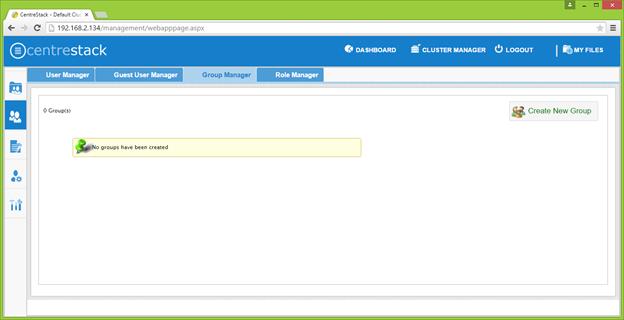 CentreStack - Default Clu
192.168.2.134/management/webapppage.aspx
centrestack
DASHBOARD
CLUSTER MANAGER
LOGOUT
MY FILES
User Manager
Guest User Manager
Group Manager
Role Manager
0 Group(s)
Create New Group
No groups have been created